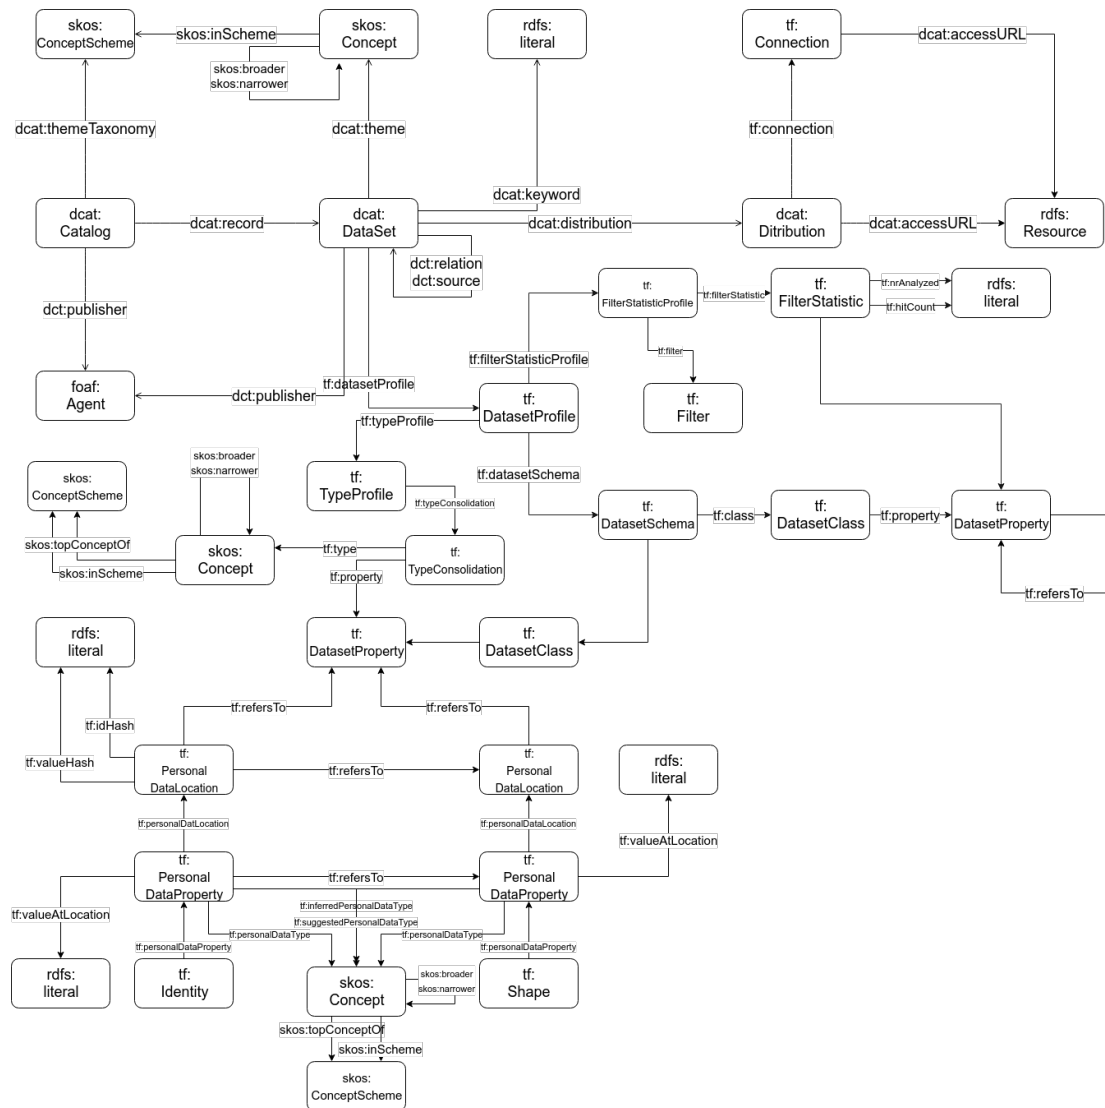 skos:
ConceptScheme
skos:inScheme
skos:
Concept
rdfs:
literal
tf:
Connection
dcat:accessURL
skos:broader
skos:narrower
dcat:themeTaxonomy
dcat:theme
tf:connection
dcat:keyword
dcat:
Catalog
dcat:record
dcat:
DataSet
dcat:distribution
dcat:
Ditribution
dcat:accessURL
rdfs:
Resource
dct:relation
dct:source
dct:publisher
tf:
FilterStatisticProfile
tf:filterStatistic
tf:
FilterStatistic
tf:nrAnalyzed
tf:hitCount
rdfs:
literal
tf:filterStatisticProfile
tf:filter
foaf:
Agent
dct:publisher
tf:datasetProfile
tf:
DatasetProfile
tf:
Filter
tf:typeProfile
skos:broader
skos:narrower
skos:
ConceptScheme
tf:
TypeProfile
tf:datasetSchema
tf:typeConsolidation
tf:
DatasetSchema
tf:class
tf:
DatasetClass
tf:property
tf:
DatasetProperty
skos:topConceptOf
skos:inScheme
skos:
Concept
tf:type
tf:
TypeConsolidation
tf:property
tf:refersTo
rdfs:
literal
tf:
DatasetProperty
tf:
DatasetClass
tf:refersTo
tf:refersTo
tf:idHash
tf:valueHash
tf:
Personal
DataLocation
tf:refersTo
tf:
Personal
DataLocation
rdfs:
literal
tf:personalDatLocation
tf:personalDataLocation
tf:valueAtLocation
tf:
Personal
DataProperty
tf:refersTo
tf:
Personal
DataProperty
tf:valueAtLocation
tf:inferredPersonalDataType
tf:suggestedPersonalDataType
tf:personalDataType
tf:personalDataType
tf:personalDataProperty
tf:personalDataProperty
rdfs:
literal
tf:
Identity
skos:
Concept
skos:broader
skos:narrower
tf:
Shape
skos:topConceptOf
skos:inScheme
skos:
ConceptScheme